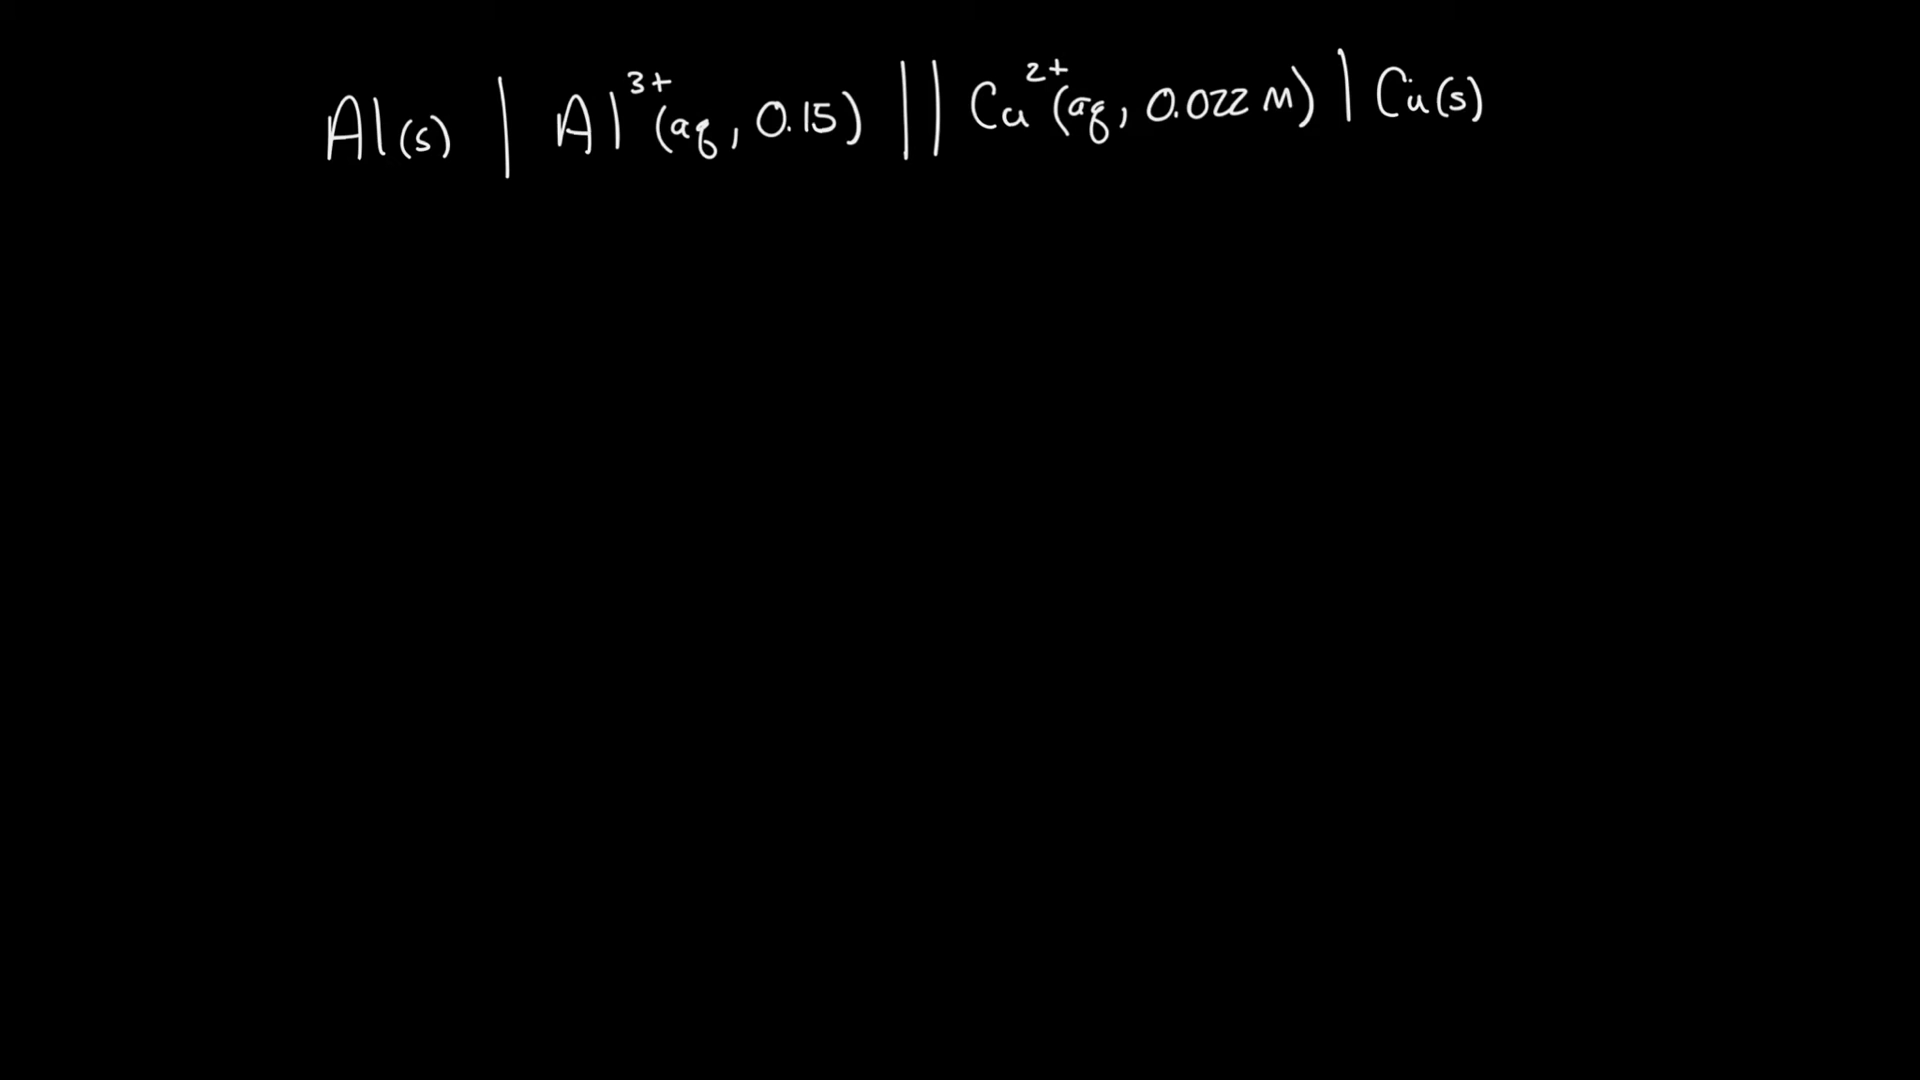 Al(s) | Al³⁺(aq, 0.15) || Cu²⁺(aq, 0.022 M) | Cu(s)